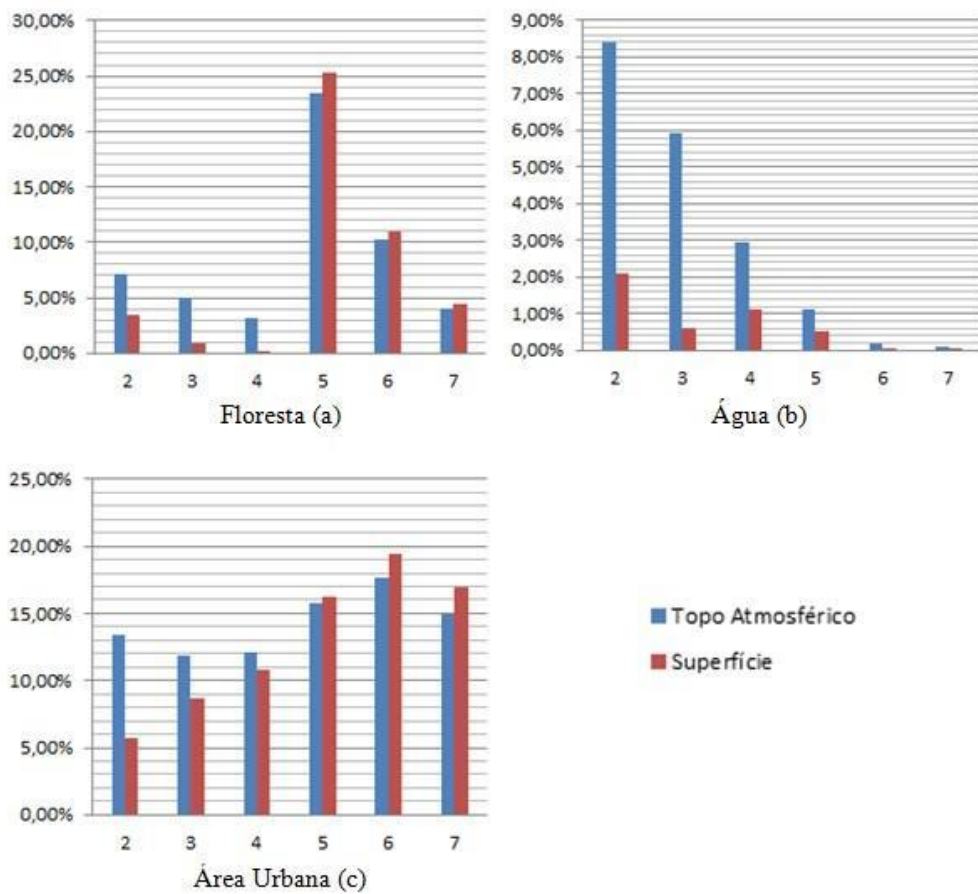 30,00%
25,00%
20,00%
15,00%
10,00%
5,00%
0,00%
2 3 4 5 6 7
Floresta (a)
9,00%
8,00%
7,00%
6,00%
5,00%
4,00%
3,00%
2,00%
1,00%
0,00%
2 3 4 5 6 7
Água (b)
25,00%
20,00%
15,00%
10,00%
5,00%
0,00%
2 3 4 5 6 7
Área Urbana (c)
Topo Atmosférico
Superfície